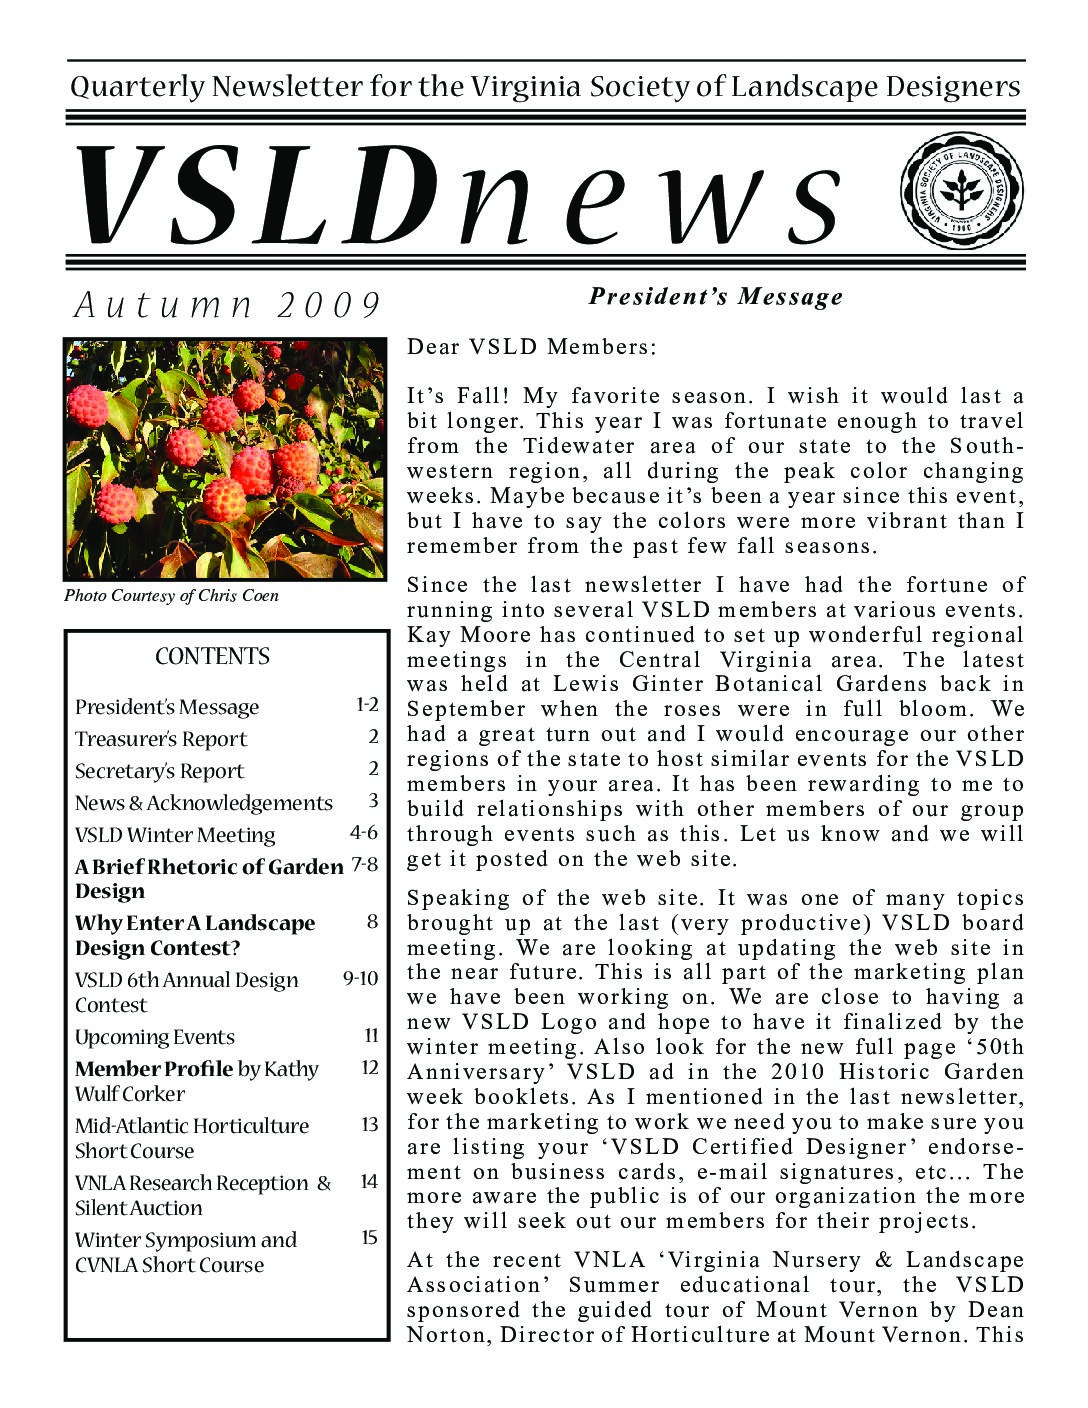 Quarterly Newsletter for the Virginia Society of Landscape Designers
VSLDnews
VIRGINIA SOCIETY OF LANDSCAPE DESIGNERS
FOUNDED
1960
Autumn 2009
Photo Courtesy of Chris Coen
CONTENTS
President's Message 1-2
Treasurer's Report 2
Secretary's Report 2
News & Acknowledgements 3
VSLD Winter Meeting 4-6
A Brief Rhetoric of Garden 7-8
Design
Why Enter A Landscape 8
Design Contest?
VSLD 6th Annual Design 9-10
Contest
Upcoming Events 11
Member Profile by Kathy 12
Wulf Corker
Mid-Atlantic Horticulture 13
Short Course
VNLA Research Reception & 14
Silent Auction
Winter Symposium and 15
CVNLA Short Course
President's Message
Dear VSLD Members:
It's Fall! My favorite season. I wish it would last a
bit longer. This year I was fortunate enough to travel
from the Tidewater area of our state to the South-
western region, all during the peak color changing
weeks. Maybe because it's been a year since this event,
but I have to say the colors were more vibrant than I
remember from the past few fall seasons.
Since the last newsletter I have had the fortune of
running into several VSLD members at various events.
Kay Moore has continued to set up wonderful regional
meetings in the Central Virginia area. The latest
was held at Lewis Ginter Botanical Gardens back in
September when the roses were in full bloom. We
had a great turn out and I would encourage our other
regions of the state to host similar events for the VSLD
members in your area. It has been rewarding to me to
build relationships with other members of our group
through events such as this. Let us know and we will
get it posted on the web site.
Speaking of the web site. It was one of many topics
brought up at the last (very productive) VSLD board
meeting. We are looking at updating the web site in
the near future. This is all part of the marketing plan
we have been working on. We are close to having a
new VSLD Logo and hope to have it finalized by the
winter meeting. Also look for the new full page '50th
Anniversary' VSLD ad in the 2010 Historic Garden
week booklets. As I mentioned in the last newsletter,
for the marketing to work we need you to make sure you
are listing your 'VSLD Certified Designer' endorse-
ment on business cards, e-mail signatures, etc... The
more aware the public is of our organization the more
they will seek out our members for their projects.
At the recent VNLA 'Virginia Nursery & Landscape
Association' Summer educational tour, the VSLD
sponsored the guided tour of Mount Vernon by Dean
Norton, Director of Horticulture at Mount Vernon. This